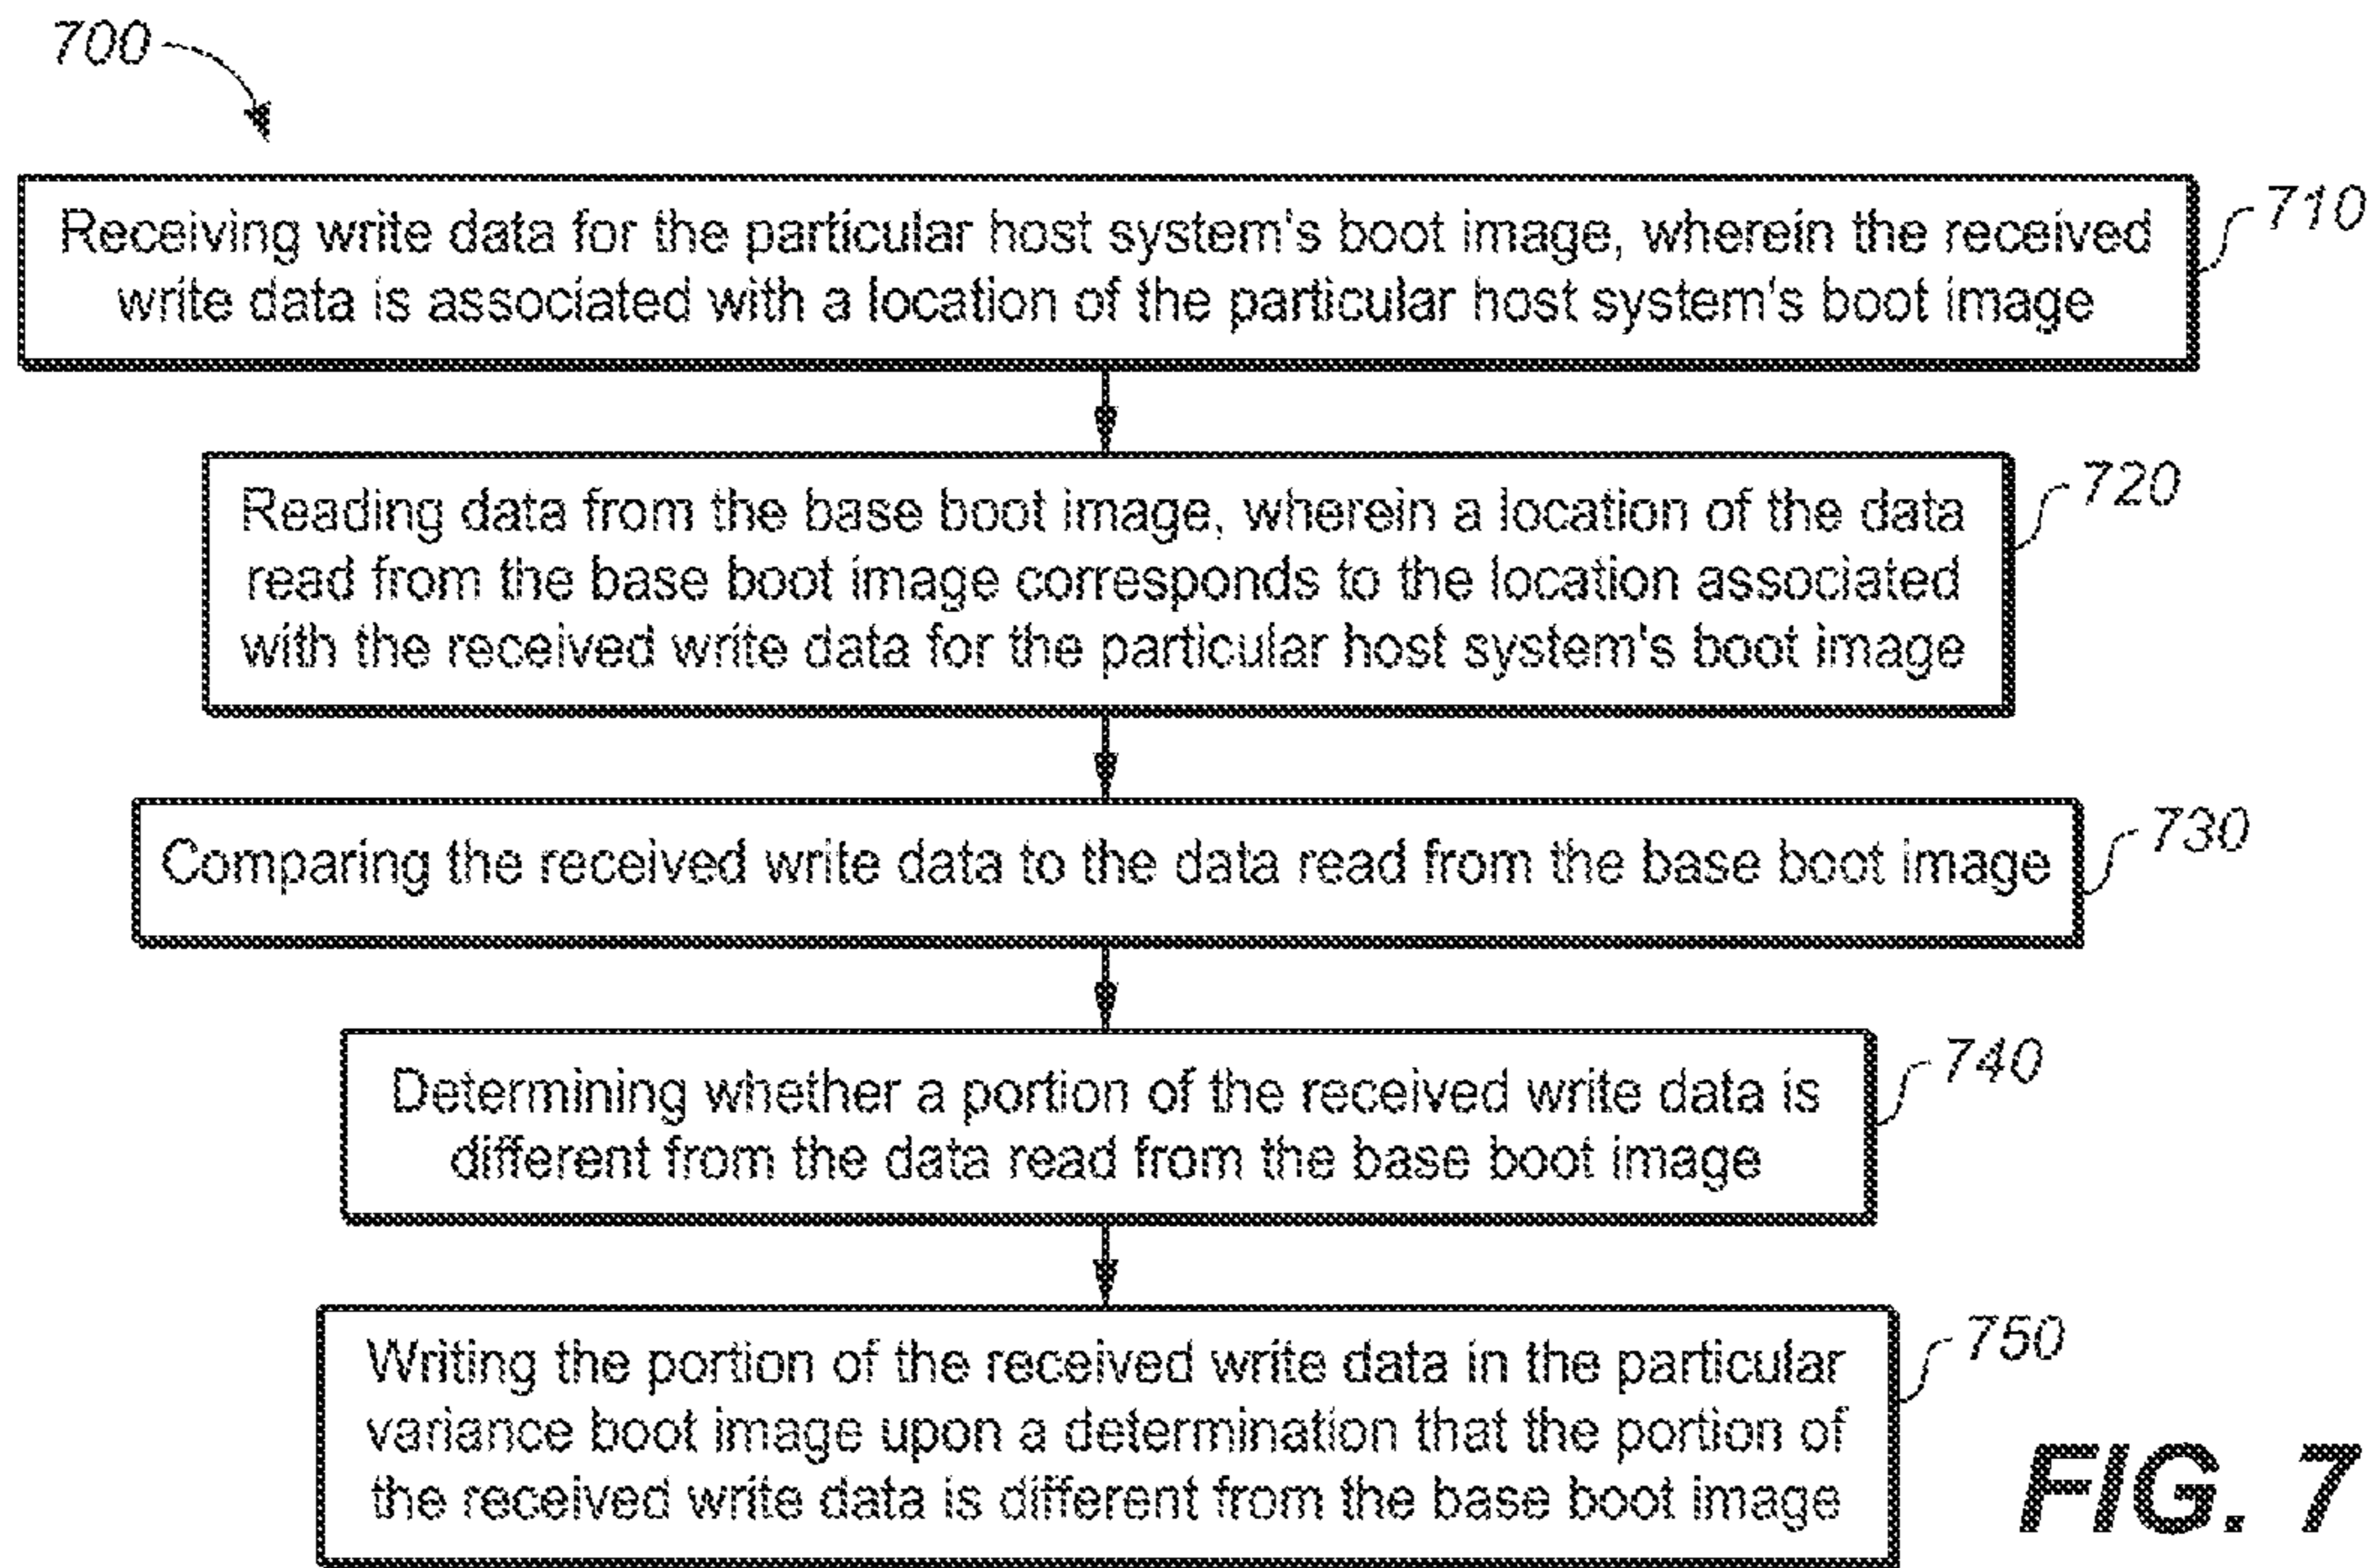 700
Receiving write data for the particular host system's boot image, wherein the received
write data is associated with a location of the particular host system's boot image
710
Reading data from the base boot image, wherein a location of the data
read from the base boot image corresponds to the location associated
with the received write data for the particular host system's boot image
720
Comparing the received write data to the data read from the base boot image
730
Determining whether a portion of the received write data is
different from the data read from the base boot image
740
Writing the portion of the received write data in the particular
variance boot image upon a determination that the portion of
the received write data is different from the base boot image
750
FIG. 7